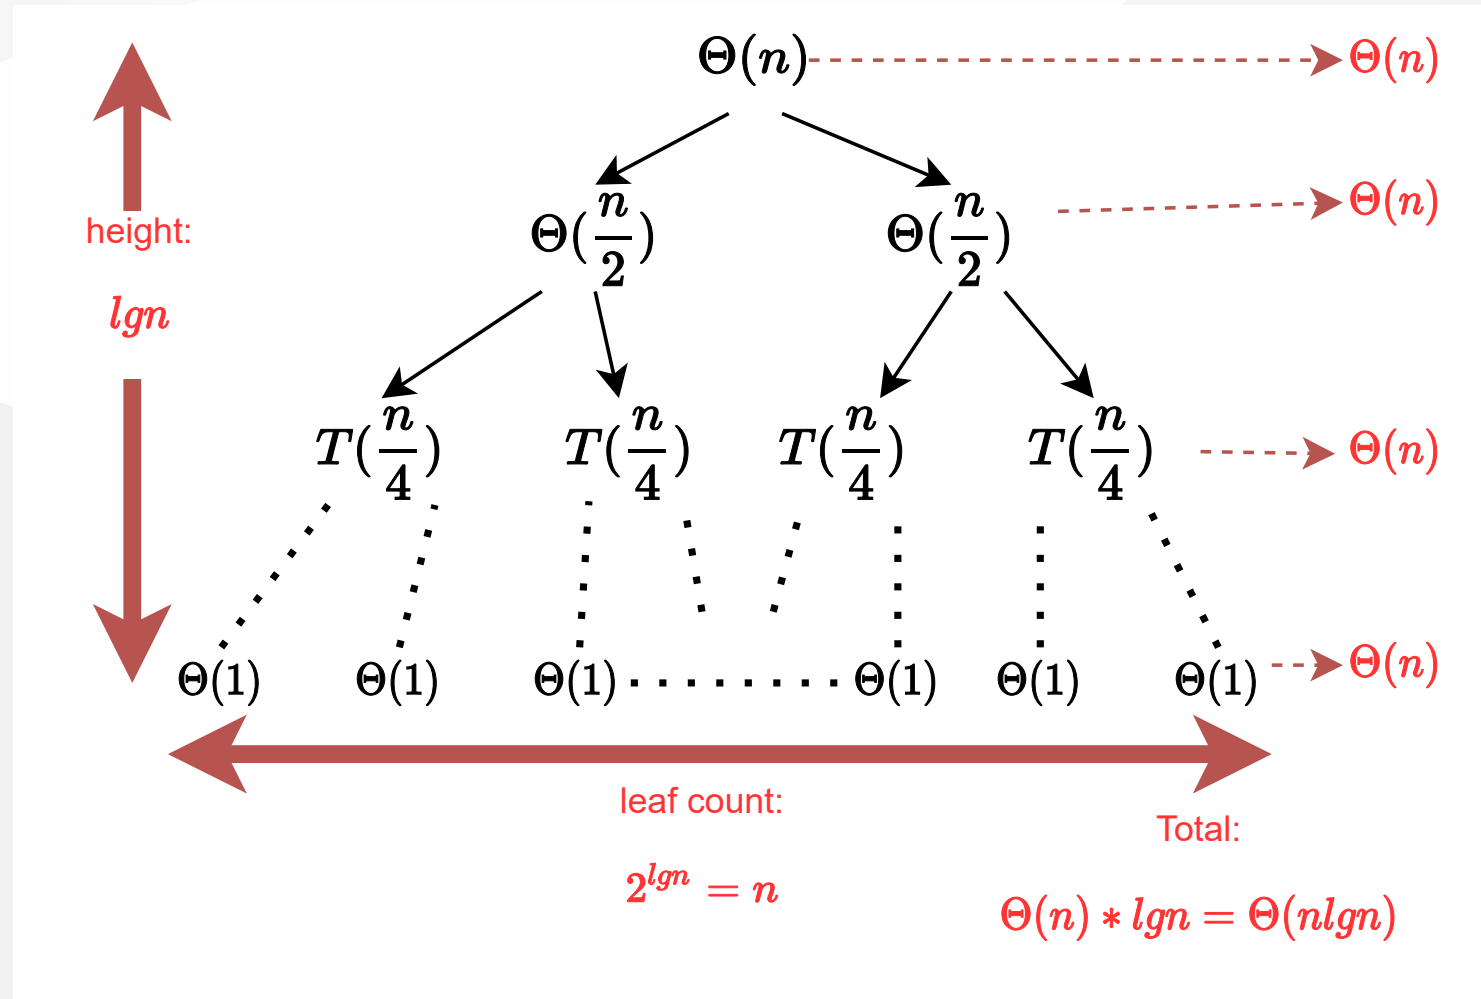 Θ(n) Θ(n)
Θ(n/2) Θ(n/2) Θ(n)
height:
lgn
T(n/4) T(n/4) T(n/4) T(n/4) Θ(n)
Θ(1) Θ(1) Θ(1) Θ(1) Θ(1) Θ(1) Θ(n)
leaf count:
2^{lgn} = n
Total:
Θ(n) * lgn = Θ(nlgn)